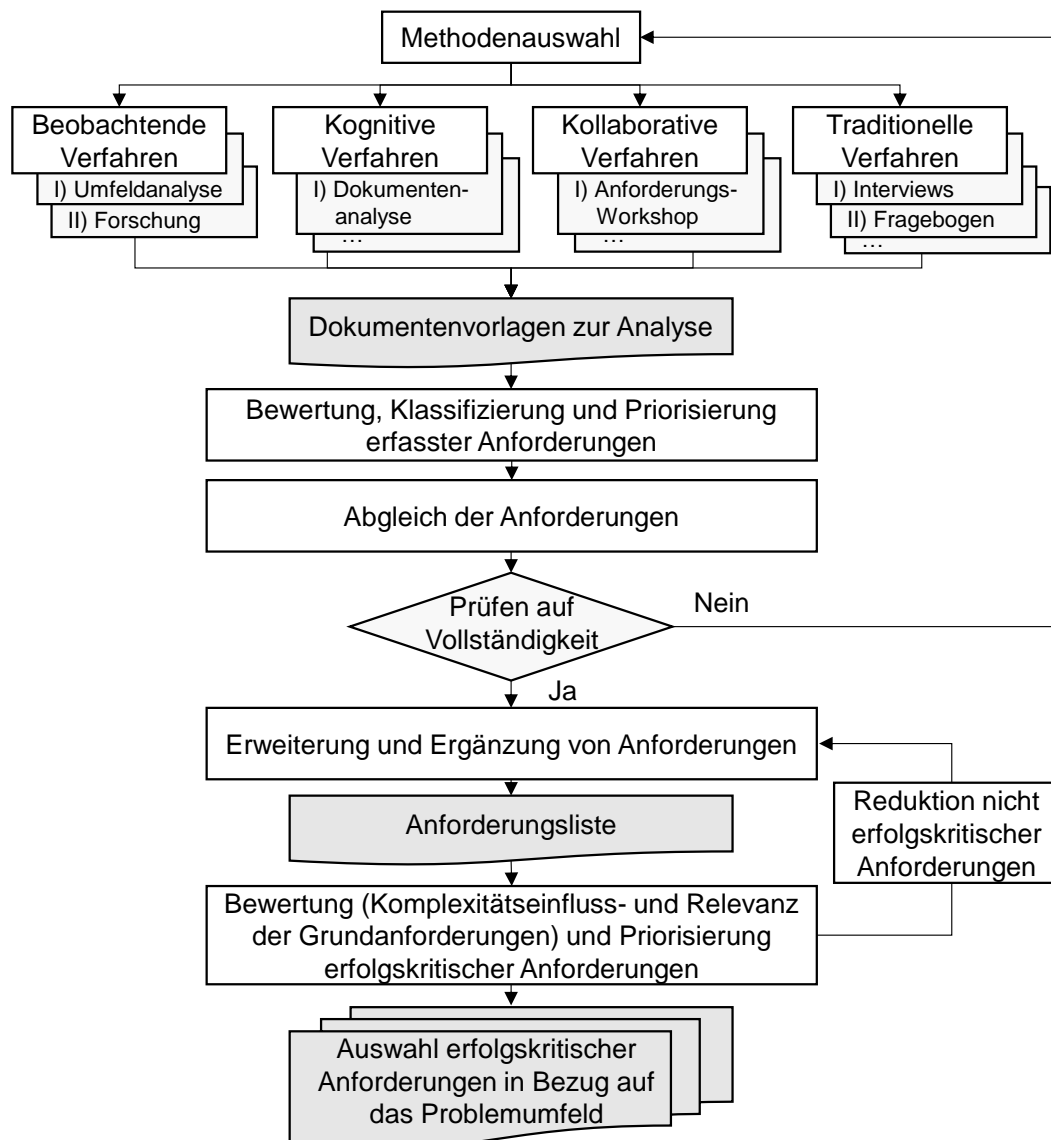 Methodenauswahl
Beobachtende
Verfahren
I) Umfeldanalyse
II) Forschung
Kognitive
Verfahren
I) Dokumenten-
analyse
…
Kollaborative
Verfahren
I) Anforderungs-
Workshop
…
Traditionelle
Verfahren
I) Interviews
II) Fragebogen
…
Dokumentenvorlagen zur Analyse
Bewertung, Klassifizierung und Priorisierung
erfasster Anforderungen
Abgleich der Anforderungen
Prüfen auf
Vollständigkeit
Nein
Ja
Erweiterung und Ergänzung von Anforderungen
Reduktion nicht
erfolgskritischer
Anforderungen
Anforderungsliste
Bewertung (Komplexitätseinfluss- und Relevanz
der Grundanforderungen) und Priorisierung
erfolgskritischer Anforderungen
Auswahl erfolgskritischer
Anforderungen in Bezug auf
das Problemumfeld